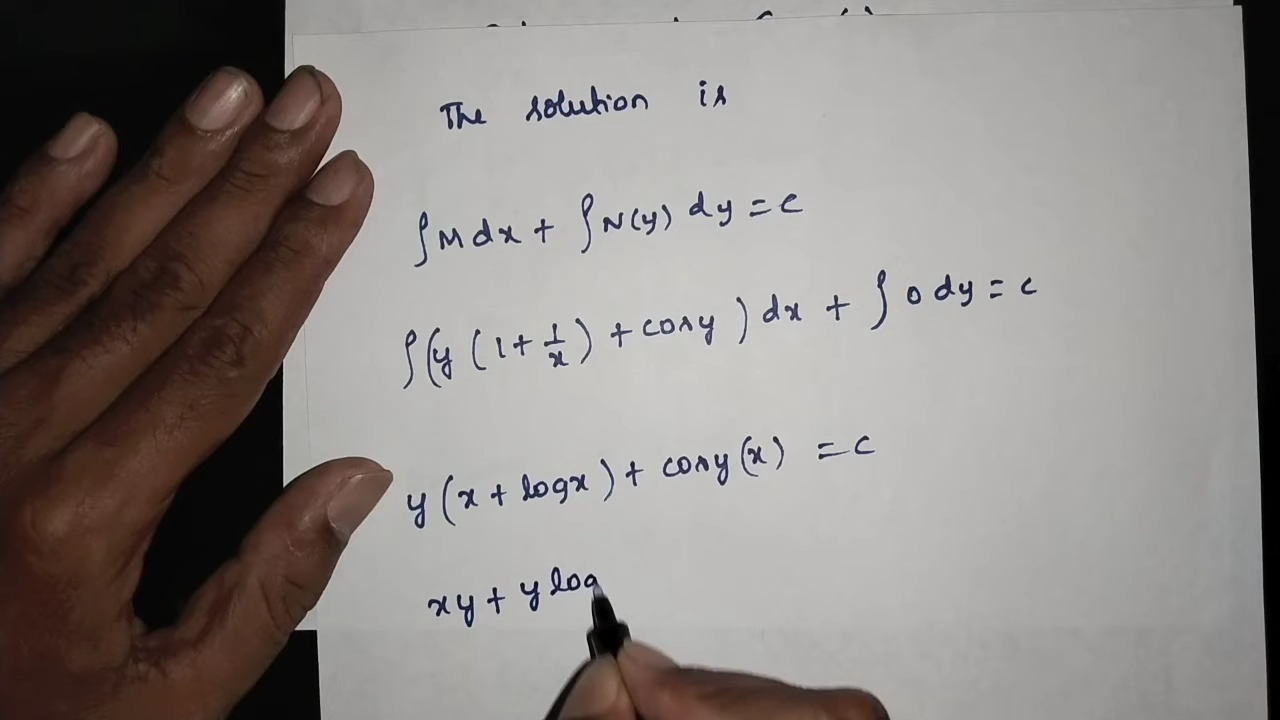 The solution is
∫M dx + ∫N(y) dy = c
∫(y(1+1/x) + cosy) dx + ∫0 dy = c
y(x + logx) + cosy(x) = c
xy + y log